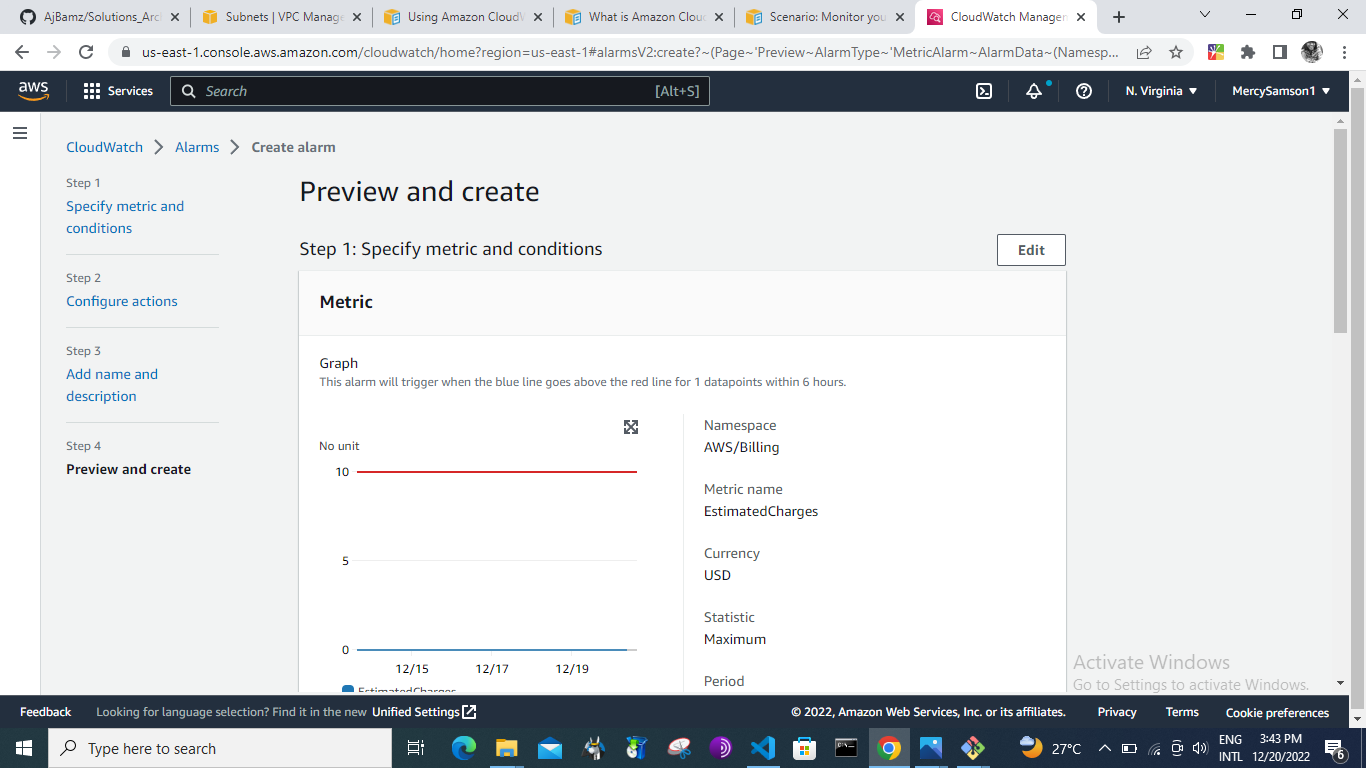 AjBamz/Solutions_Arc
Subnets | VPC Manage
Using Amazon CloudW
What is Amazon Clouc
Scenario: Monitor you
CloudWatch Managem
us-east-1.console.aws.amazon.com/cloudwatch/home?region=us-east-1#alarmsV2:create?~(Page~'Preview~AlarmType~'MetricAlarm~AlarmData~(Namesp...
aws
Services
Search
[Alt+S]
N. Virginia
MercySamson1
CloudWatch
Alarms
Create alarm
Step 1
Specify metric and
conditions
Step 2
Configure actions
Step 3
Add name and
description
Step 4
Preview and create
Preview and create
Step 1: Specify metric and conditions
Edit
Metric
Graph
This alarm will trigger when the blue line goes above the red line for 1 datapoints within 6 hours.
No unit
10
5
0
12/15
12/17
12/19
EstimatedCharges
Namespace
AWS/Billing
Metric name
EstimatedCharges
Currency
USD
Statistic
Maximum
Period
Activate Windows
Go to Settings to activate Windows.
Feedback
Looking for language selection? Find it in the new Unified Settings
© 2022, Amazon Web Services, Inc. or its affiliates.
Privacy
Terms
Cookie preferences
Type here to search
27°C
ENG
INTL
3:43 PM
12/20/2022
6